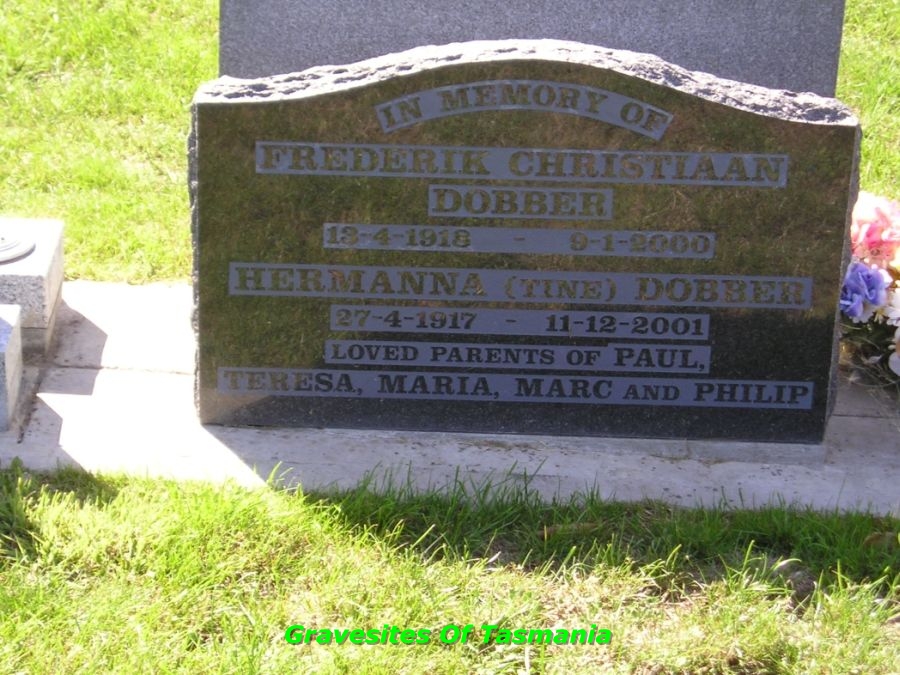 IN MEMORY OF
FREDERIK CHRISTIAAN
DOBBER
13-4-1918 - 9-1-2000
HERMANNA (TINE) DOBBER
27-4-1917 - 11-12-2001
LOVED PARENTS OF PAUL,
TERESA, MARIA, MARC AND PHILIP
Gravesites Of Tasmania